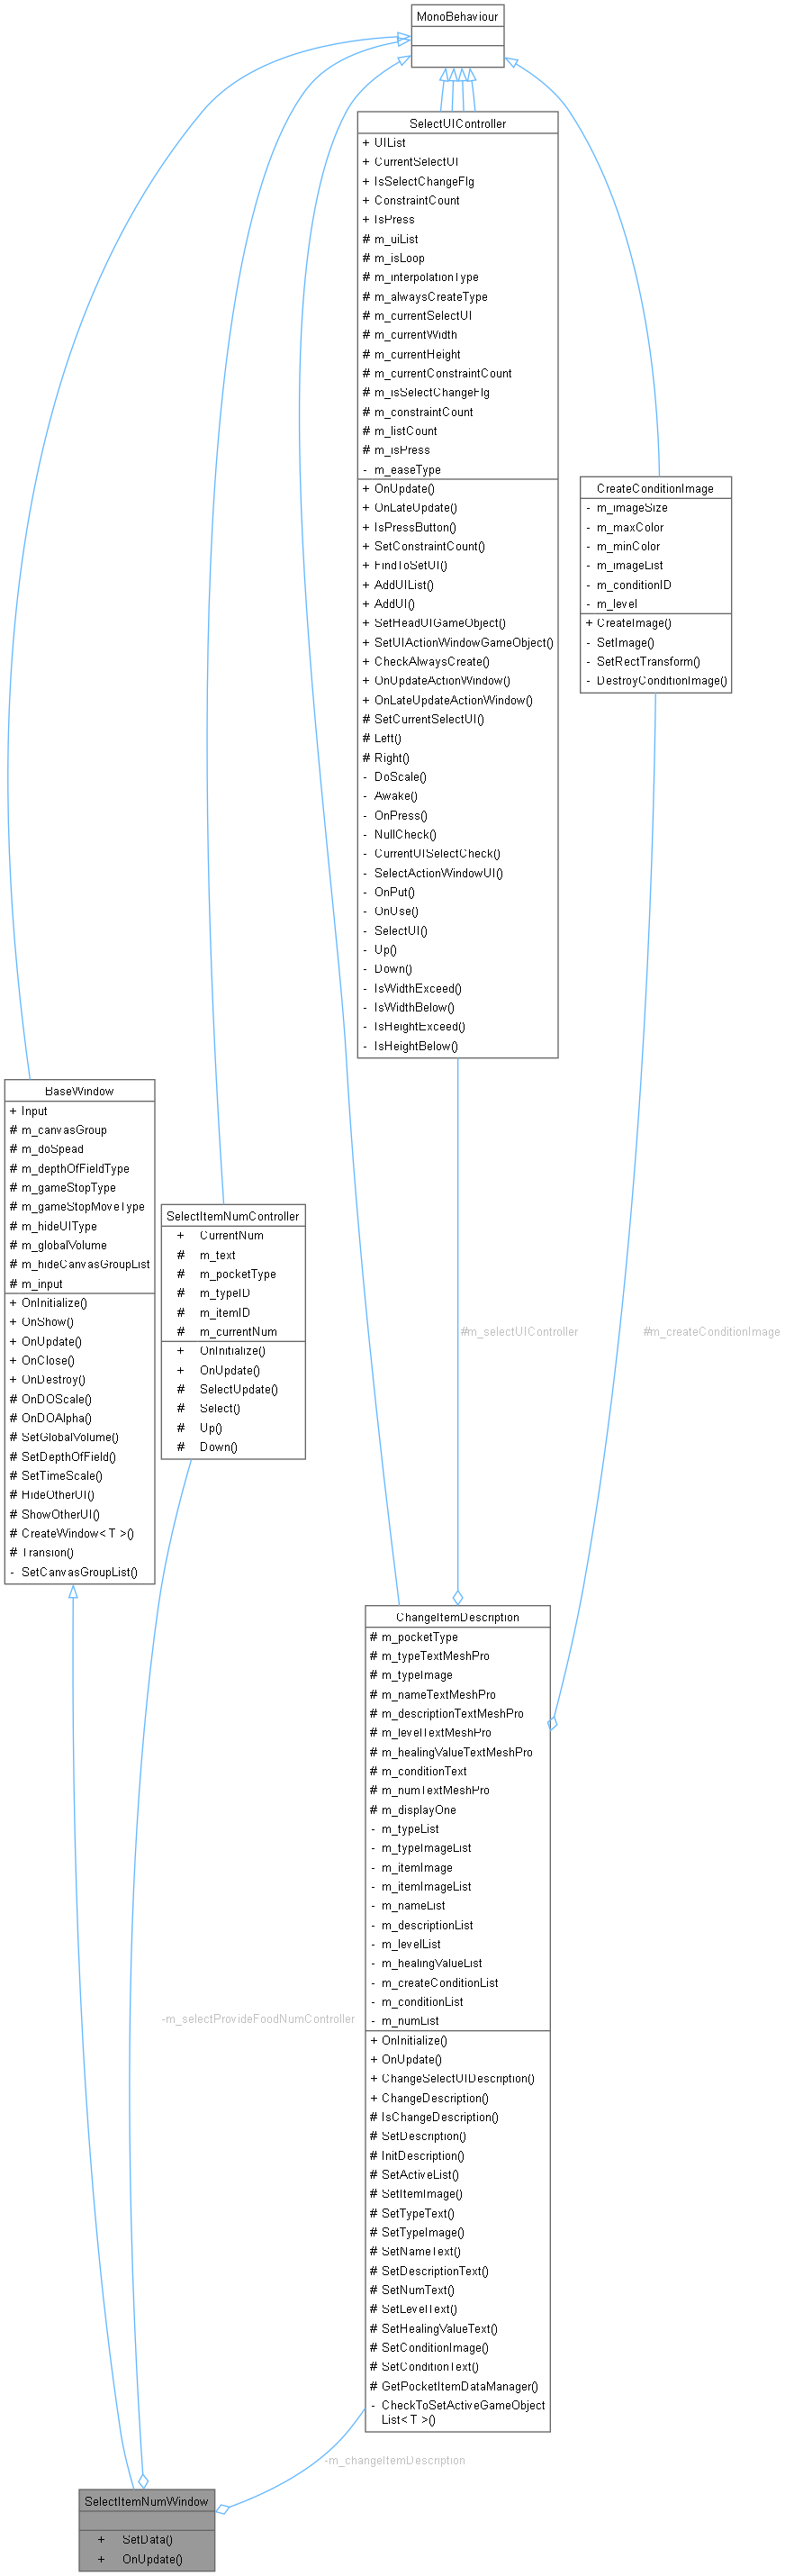 MonoBehaviour
SelectUIController
+ UIList
+ CurrentSelectUI
+ IsSelectChangeFlg
+ ConstraintCount
+ IsPress
# m_uiList
# m_isLoop
# m_interpolationType
# m_alwaysCreateType
# m_currentSelectUI
# m_currentWidth
# m_currentHeight
# m_currentConstraintCount
# m_isSelectChangeFlg
# m_constraintCount
# m_listCount
# m_isPress
- m_easeType
+ OnUpdate()
+ OnLateUpdate()
+ IsPressButton()
+ SetConstraintCount()
+ FindToSetUI()
+ AddUIList()
+ AddUI()
+ SetHeadUIGameObject()
+ SetUIActionWindowGameObject()
+ CheckAlwaysCreate()
+ OnUpdateActionWindow()
+ OnLateUpdateActionWindow()
# SetCurrentSelectUI()
# Left()
# Right()
- DoScale()
- Awake()
- OnPress()
- NullCheck()
- CurrentUISelectCheck()
- SelectActionWindowUI()
- OnPut()
- OnUse()
- SelectUI()
- Up()
- Down()
- IsWidthExceed()
- IsWidthBelow()
- IsHeightExceed()
- IsHeightBelow()
CreateConditionImage
- m_imageSize
- m_maxColor
- m_minColor
- m_imageList
- m_conditionID
- m_level
+ CreateImage()
- SetImage()
- SetRectTransform()
- DestroyConditionImage()
BaseWindow
+ Input
# m_canvasGroup
# m_doSpead
# m_depthOfFieldType
# m_gameStopType
# m_gameStopMoveType
# m_hideUIType
# m_globalVolume
# m_hideCanvasGroupList
# m_input
+ OnInitialize()
+ OnShow()
+ OnUpdate()
+ OnClose()
+ OnDestroy()
# OnDOScale()
# OnDOAlpha()
# SetGlobalVolume()
# SetDepthOfField()
# SetTimeScale()
# HideOtherUI()
# ShowOtherUI()
# CreateWindow< T >()
# Transion()
- SetCanvasGroupList()
SelectItemNumController
+ CurrentNum
# m_text
# m_pocketType
# m_typeID
# m_itemID
# m_currentNum
+ OnInitialize()
+ OnUpdate()
# SelectUpdate()
# Select()
# Up()
# Down()
#m_selectUIController
#m_createConditionImage
ChangeItemDescription
# m_pocketType
# m_typeTextMeshPro
# m_typeImage
# m_nameTextMeshPro
# m_descriptionTextMeshPro
# m_levelTextMeshPro
# m_healingValueTextMeshPro
# m_conditionText
# m_numTextMeshPro
# m_displayOne
- m_typeList
- m_typeImageList
- m_itemImage
- m_itemImageList
- m_nameList
- m_descriptionList
- m_levelList
- m_healingValueList
- m_createConditionList
- m_conditionList
- m_numList
+ OnInitialize()
+ OnUpdate()
+ ChangeSelectUIDescription()
+ ChangeDescription()
# IsChangeDescription()
# SetDescription()
# InitDescription()
# SetActiveList()
# SetItemImage()
# SetTypeText()
# SetTypeImage()
# SetNameText()
# SetDescriptionText()
# SetNumText()
# SetLevelText()
# SetHealingValueText()
# SetConditionImage()
# SetConditionText()
# GetPocketItemDataManager()
- CheckToSetActiveGameObject
List< T >()
-m_selectProvideFoodNumController
-m_changeItemDescription
SelectItemNumWindow
+ SetData()
+ OnUpdate()